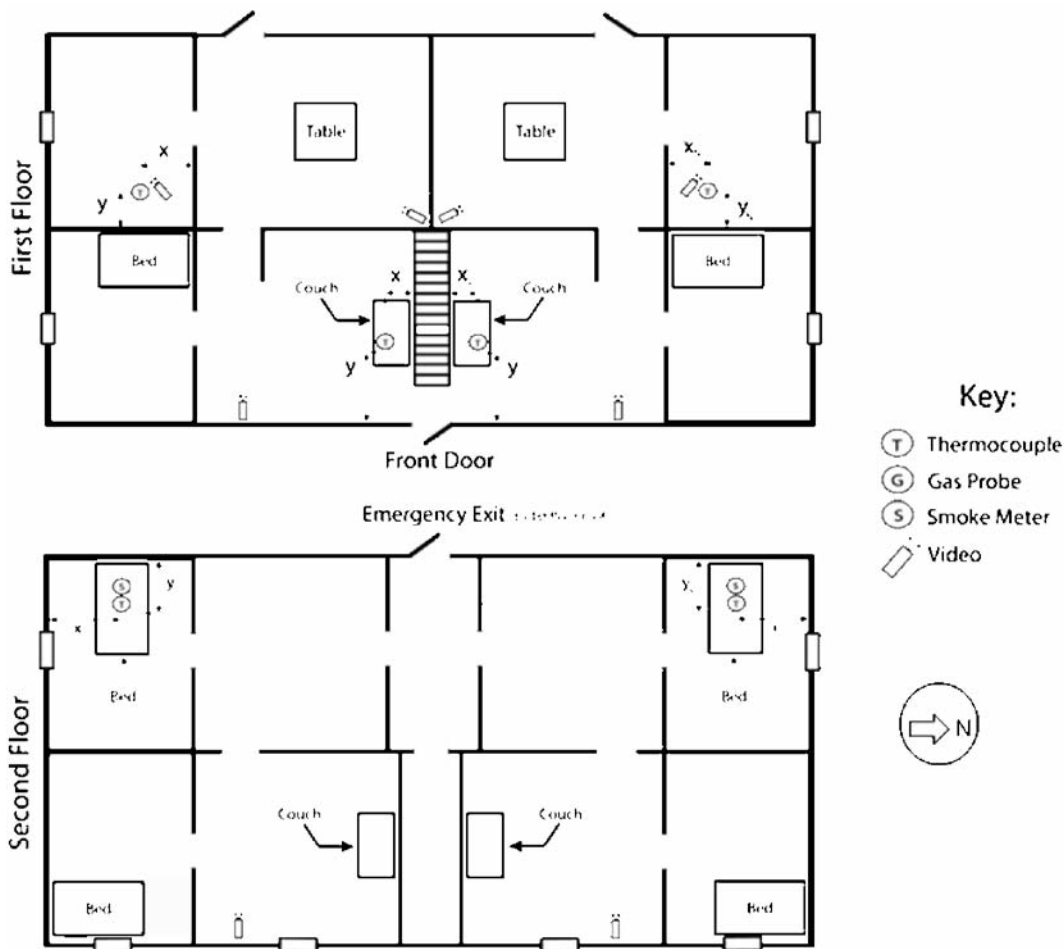 First Floor
Table
Table
x
x
y
y
Bed
Bed
x
x
Couch
Couch
T
T
T
T
y
y
Front Door
Key:
T Thermocouple
G Gas Probe
S Smoke Meter
Video
N
Emergency Exit
Second Floor
S
T
y
x
Bed
S
T
y
Bed
Couch
Couch
Bed
Bed